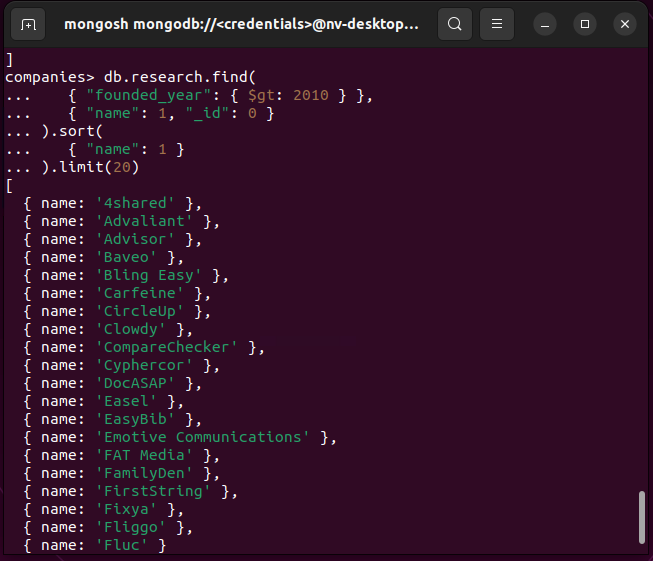 mongosh mongodb://<credentials>@nv-desktop...
]
companies> db.research.find(
...    { "founded_year": { $gt: 2010 } },
...    { "name": 1, "_id": 0 }
... ).sort(
...    { "name": 1 }
... ).limit(20)
[
  { name: '4shared' },
  { name: 'Advaliant' },
  { name: 'Advisor' },
  { name: 'Baveo' },
  { name: 'Bling Easy' },
  { name: 'Carfeine' },
  { name: 'CircleUp' },
  { name: 'Clowdy' },
  { name: 'CompareChecker' },
  { name: 'Cyphercor' },
  { name: 'DocASAP' },
  { name: 'Easel' },
  { name: 'EasyBib' },
  { name: 'Emotive Communications' },
  { name: 'FAT Media' },
  { name: 'FamilyDen' },
  { name: 'FirstString' },
  { name: 'Fixya' },
  { name: 'Fliggo' },
  { name: 'Fluc' }